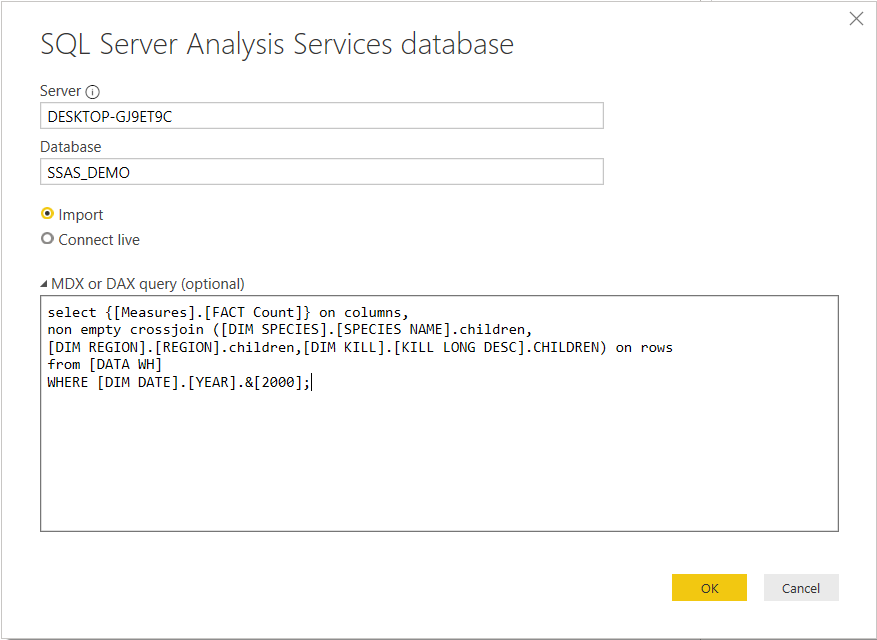 SQL Server Analysis Services database
Server
DESKTOP-GJ9ET9C
Database
SSAS_DEMO
Import
Connect live
MDX or DAX query (optional)
select {[Measures].[FACT Count]} on columns,
non empty crossjoin ([DIM SPECIES].[SPECIES NAME].children,
[DIM REGION].[REGION].children,[DIM KILL].[KILL LONG DESC].CHILDREN) on rows
from [DATA WH]
WHERE [DIM DATE].[YEAR].&[2000];
OK Cancel